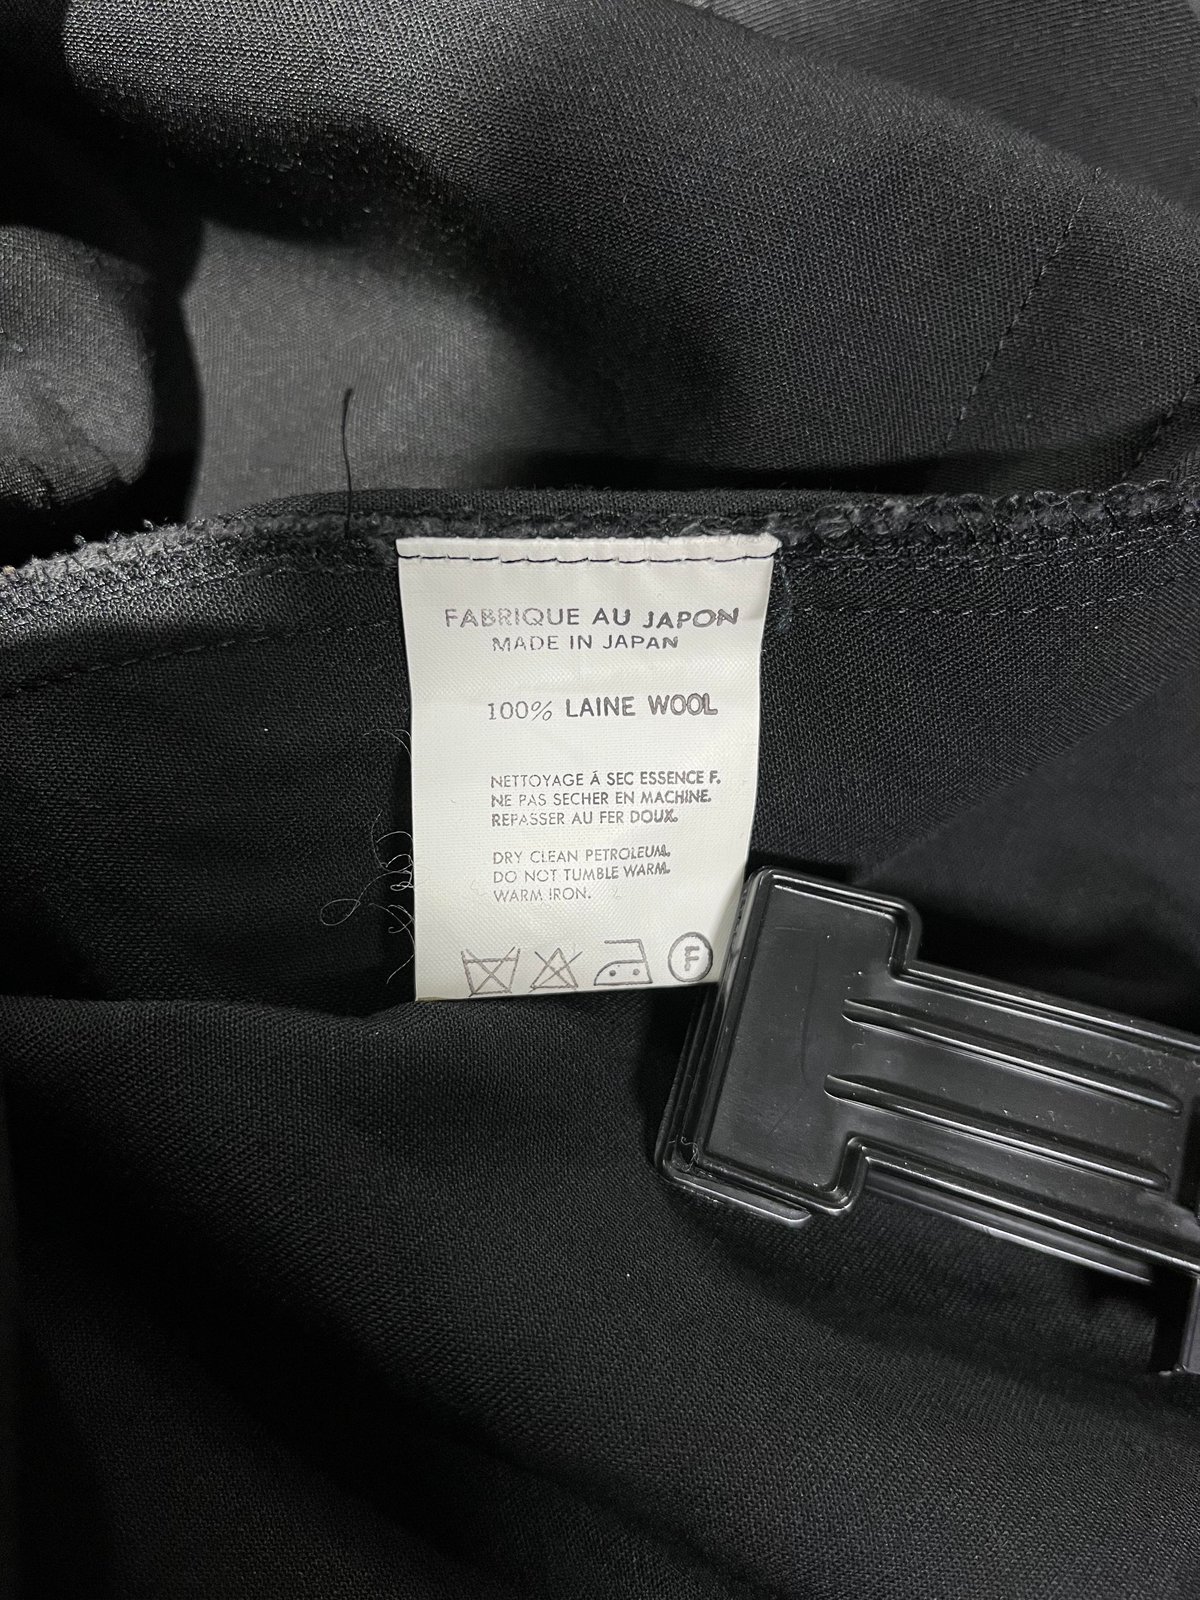 FABRIQUE AU JAPON
MADE IN JAPAN
100% LAINE WOOL
NETTOYAGE Á SEC ESSENCE F.
NE PAS SECHER EN MACHINE.
REPASSER AU FER DOUX.
DRY CLEAN PETROLEUM.
DO NOT TUMBLE WARM.
WARM IRON.
F